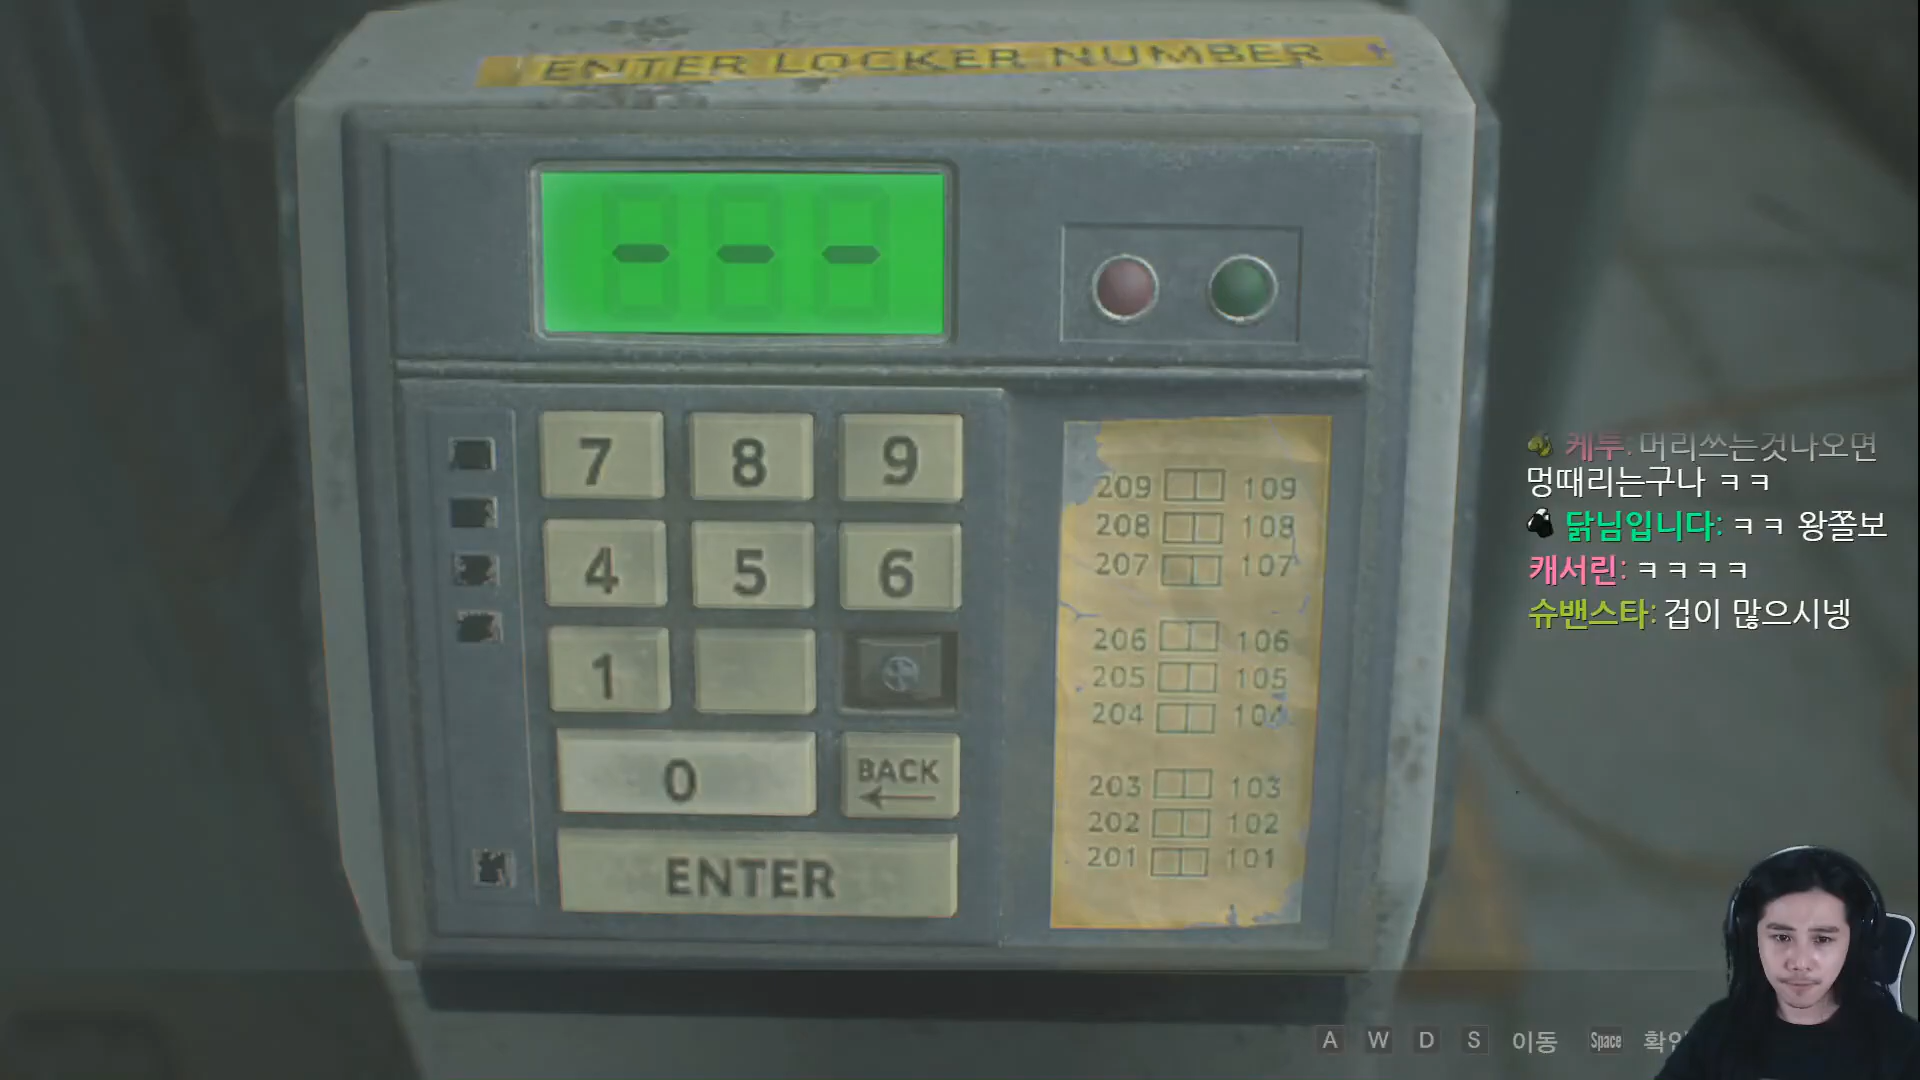 ENTER LOCKER NUMBER
7 8 9
4 5 6
1
0 BACK
ENTER
209 109
208 108
207 107
206 106
205 105
204 104
203 103
202 102
201 101
케투: 머리쓰는것나오면
멍때리는구나 ㅋㅋ
닭님입니다: ㅋㅋ 왕쫄보
캐서린: ㅋㅋㅋㅋ
슈밴스타: 겁이 많으시넹
A W D S 이동 Space 확인